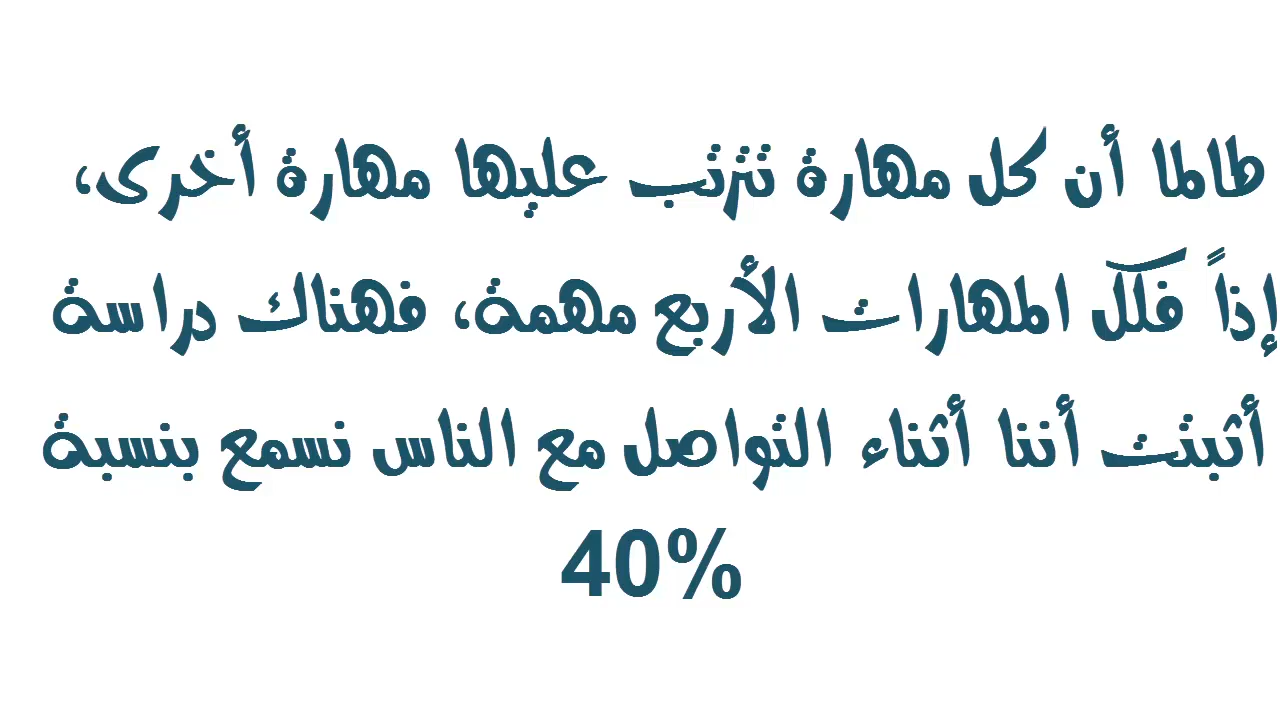 طالما أن كل مهارة تترتب عليها مهارة أخرى،
إذاً فكل المهارات الأربع مهمة، فهناك دراسة
أثبتت أننا أثناء التواصل مع الناس نسمع بنسبة
40%